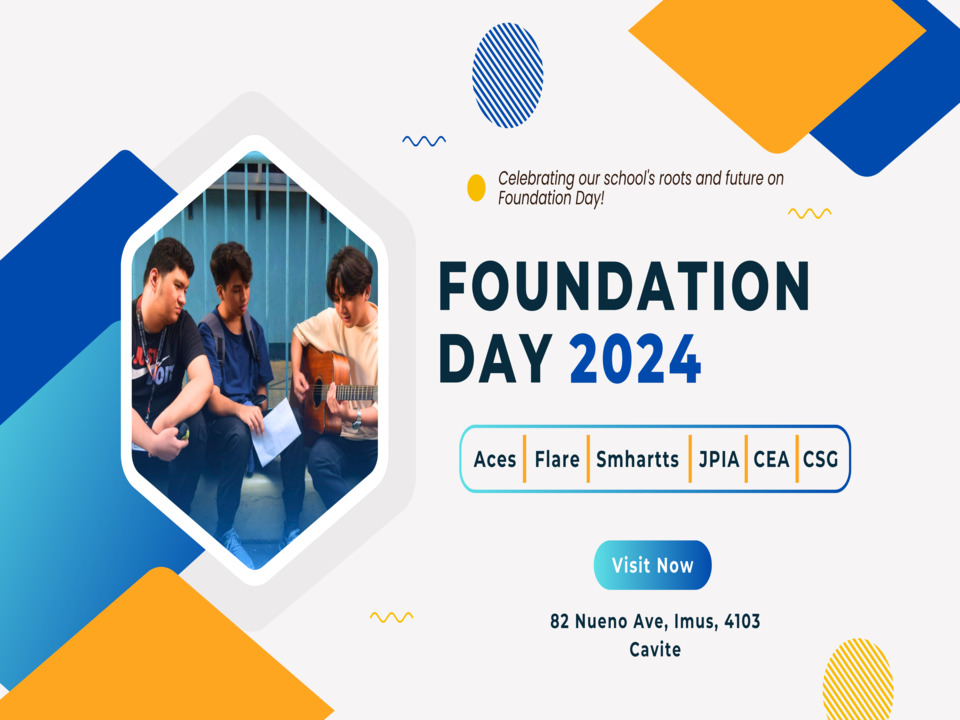 Celebrating our school's roots and future on
Foundation Day!
FOUNDATION
DAY 2024
Aces Flare Smhartts JPIA CEA CSG
Visit Now
82 Nueno Ave, Imus, 4103
Cavite